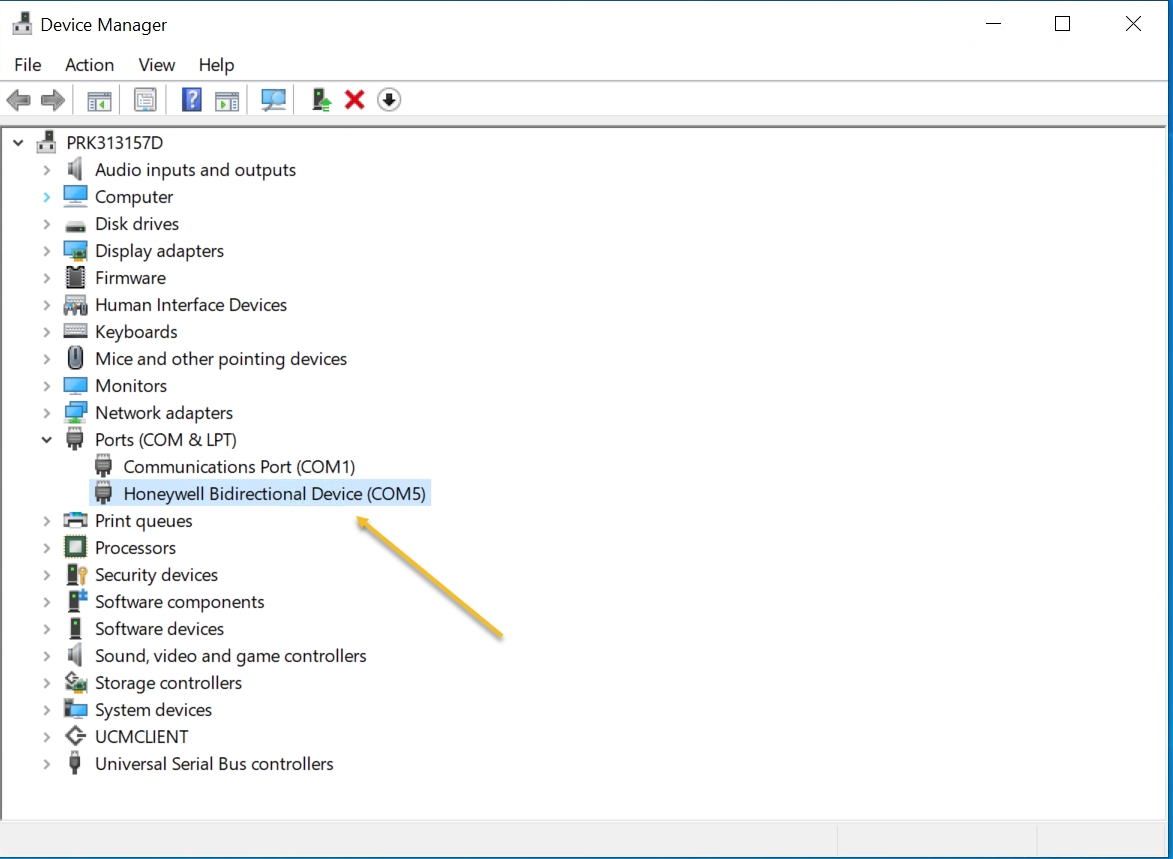 Device Manager
File Action View Help
PRK313157D
Audio inputs and outputs
Computer
Disk drives
Display adapters
Firmware
Human Interface Devices
Keyboards
Mice and other pointing devices
Monitors
Network adapters
Ports (COM & LPT)
Communications Port (COM1)
Honeywell Bidirectional Device (COM5)
Print queues
Processors
Security devices
Software components
Software devices
Sound, video and game controllers
Storage controllers
System devices
UCMCLIENT
Universal Serial Bus controllers